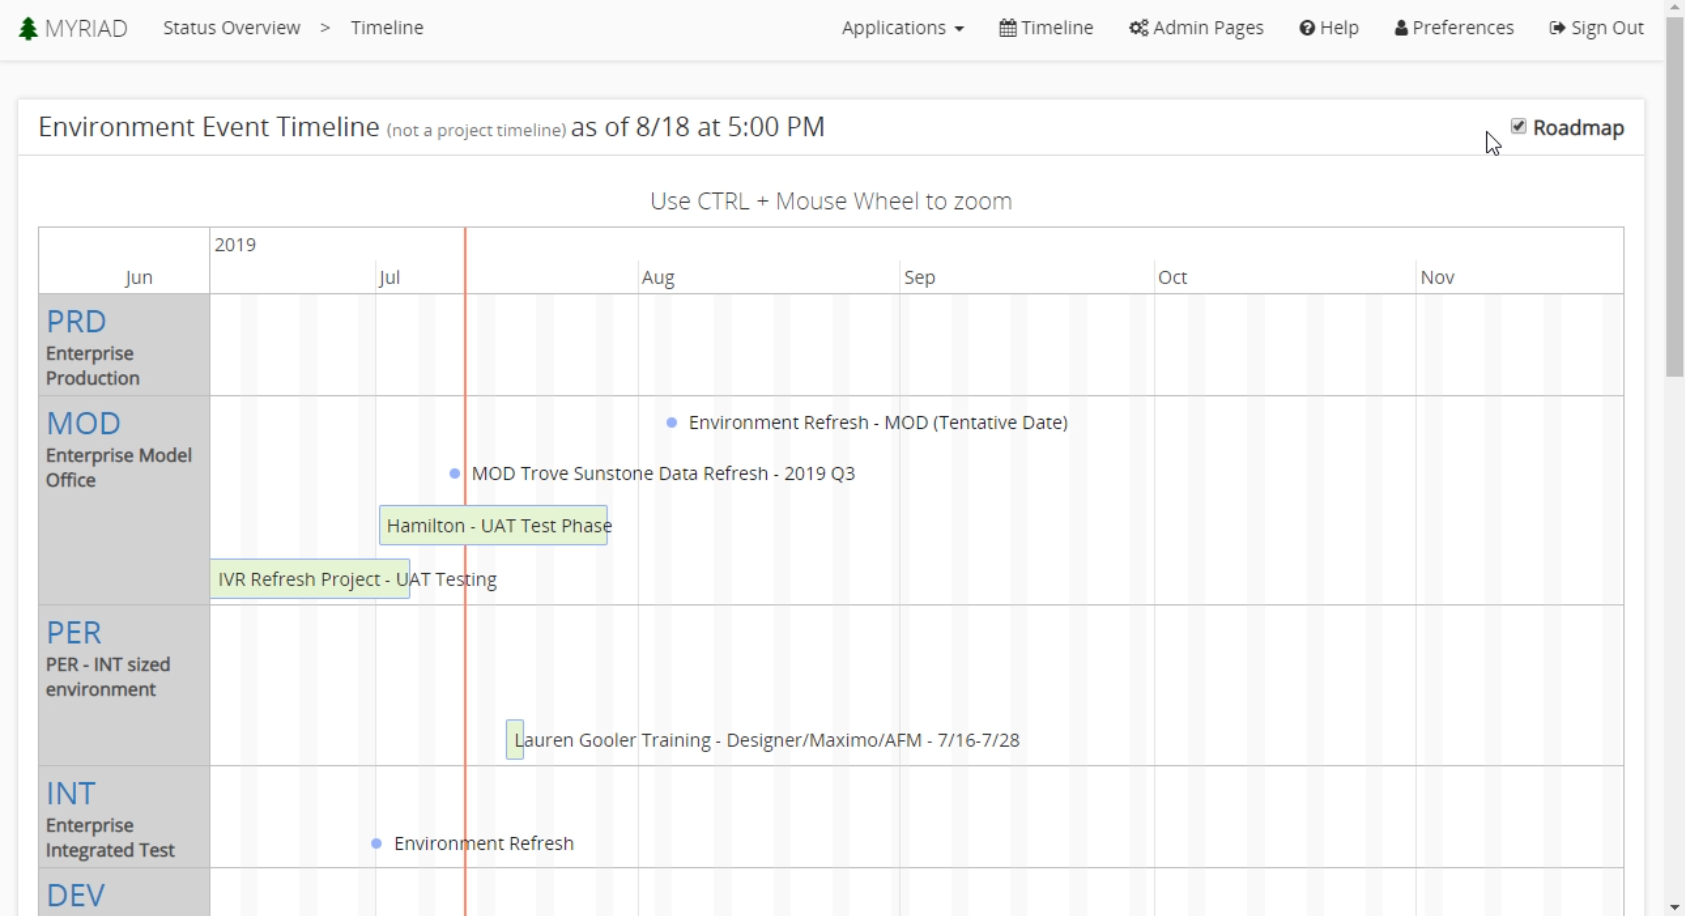 MYRIAD Status Overview > Timeline Applications Timeline Admin Pages Help Preferences Sign Out
Environment Event Timeline (not a project timeline) as of 8/18 at 5:00 PM Roadmap
Use CTRL + Mouse Wheel to zoom
2019
Jun Jul Aug Sep Oct Nov
PRD
Enterprise
Production
MOD
Enterprise Model
Office
Environment Refresh - MOD (Tentative Date)
MOD Trove Sunstone Data Refresh - 2019 Q3
Hamilton - UAT Test Phase
IVR Refresh Project - UAT Testing
PER
PER - INT sized
environment
Lauren Gooler Training - Designer/Maximo/AFM - 7/16-7/28
INT
Enterprise
Integrated Test
Environment Refresh
DEV